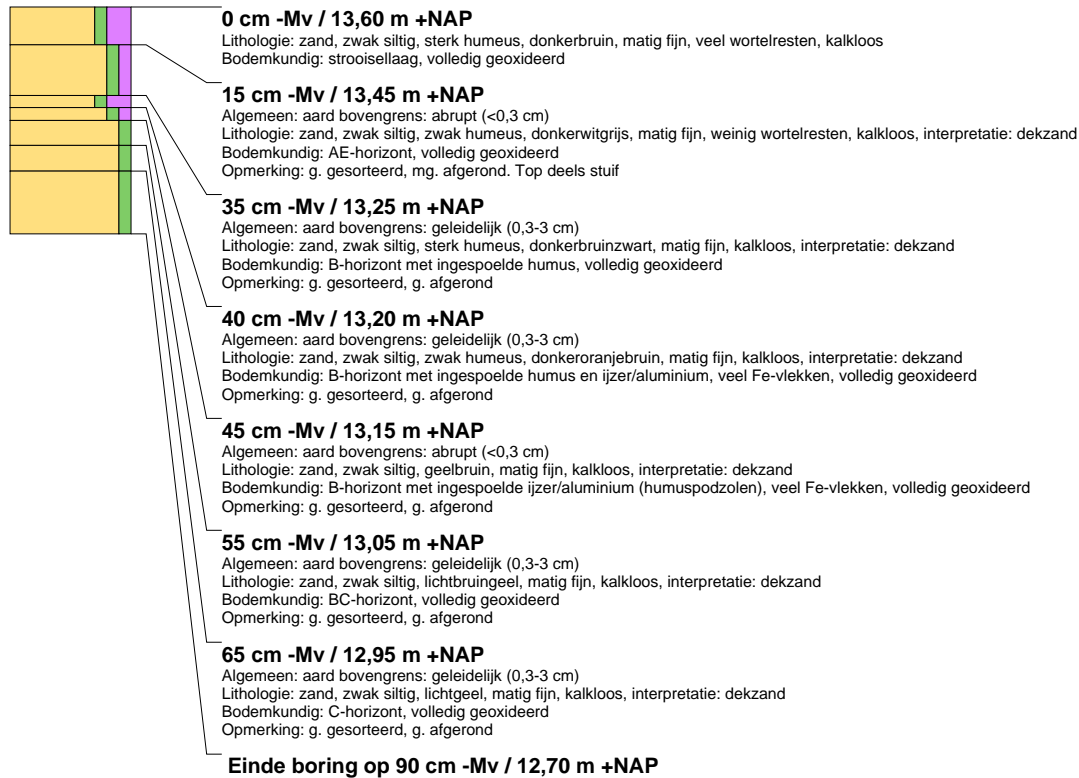 0 cm -Mv / 13,60 m +NAP
Lithologie: zand, zwak siltig, sterk humeus, donkerbruin, matig fijn, veel wortelresten, kalkloos
Bodemkundig: strooisellaag, volledig geoxideerd
15 cm -Mv / 13,45 m +NAP
Algemeen: aard bovengrens: abrupt (<0,3 cm)
Lithologie: zand, zwak siltig, zwak humeus, donkerwitgrijs, matig fijn, weinig wortelresten, kalkloos, interpretatie: dekzand
Bodemkundig: AE-horizont, volledig geoxideerd
Opmerking: g. gesorteerd, mg. afgerond. Top deels stuif
35 cm -Mv / 13,25 m +NAP
Algemeen: aard bovengrens: geleidelijk (0,3-3 cm)
Lithologie: zand, zwak siltig, sterk humeus, donkerbruinzwart, matig fijn, kalkloos, interpretatie: dekzand
Bodemkundig: B-horizont met ingespoelde humus, volledig geoxideerd
Opmerking: g. gesorteerd, g. afgerond
40 cm -Mv / 13,20 m +NAP
Algemeen: aard bovengrens: geleidelijk (0,3-3 cm)
Lithologie: zand, zwak siltig, zwak humeus, donkeroranjebruin, matig fijn, kalkloos, interpretatie: dekzand
Bodemkundig: B-horizont met ingespoelde humus en ijzer/aluminium, veel Fe-vlekken, volledig geoxideerd
Opmerking: g. gesorteerd, g. afgerond
45 cm -Mv / 13,15 m +NAP
Algemeen: aard bovengrens: abrupt (<0,3 cm)
Lithologie: zand, zwak siltig, geelbruin, matig fijn, kalkloos, interpretatie: dekzand
Bodemkundig: B-horizont met ingespoelde ijzer/aluminium (humuspodzolen), veel Fe-vlekken, volledig geoxideerd
Opmerking: g. gesorteerd, g. afgerond
55 cm -Mv / 13,05 m +NAP
Algemeen: aard bovengrens: geleidelijk (0,3-3 cm)
Lithologie: zand, zwak siltig, lichtbruingeel, matig fijn, kalkloos, interpretatie: dekzand
Bodemkundig: BC-horizont, volledig geoxideerd
Opmerking: g. gesorteerd, g. afgerond
65 cm -Mv / 12,95 m +NAP
Algemeen: aard bovengrens: geleidelijk (0,3-3 cm)
Lithologie: zand, zwak siltig, lichtgeel, matig fijn, kalkloos, interpretatie: dekzand
Bodemkundig: C-horizont, volledig geoxideerd
Opmerking: g. gesorteerd, g. afgerond
Einde boring op 90 cm -Mv / 12,70 m +NAP